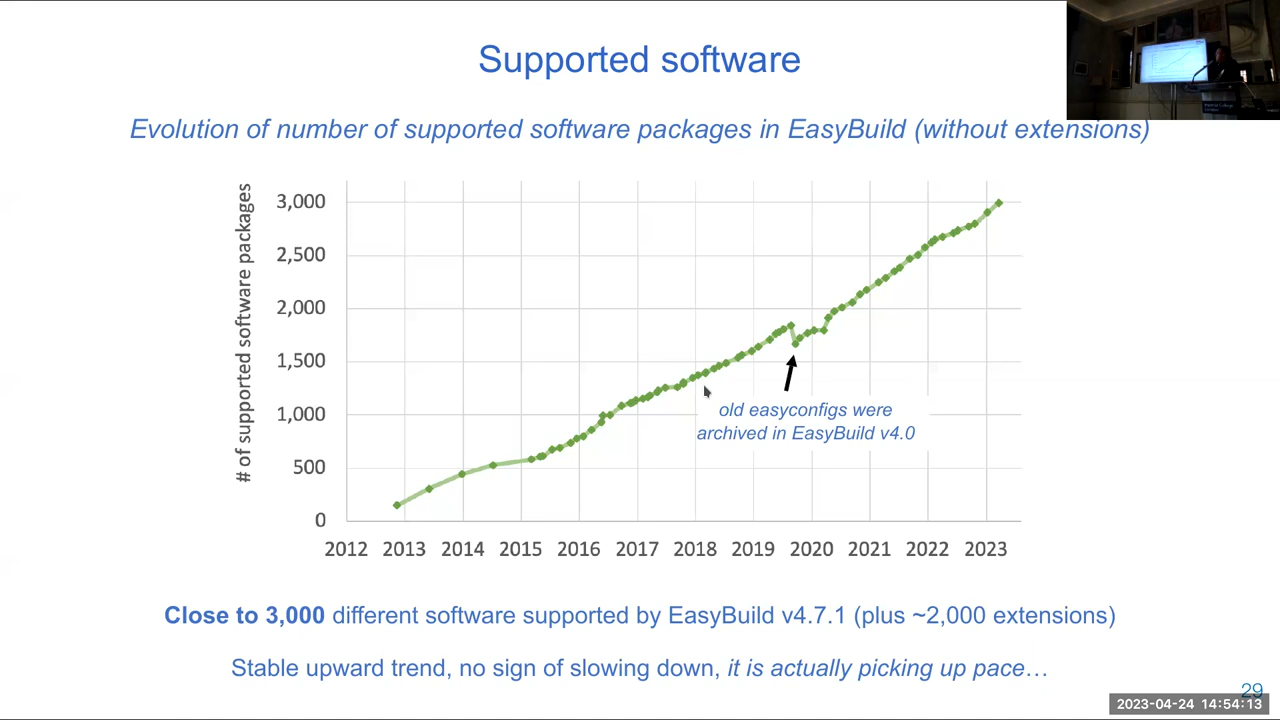 Supported software
Evolution of number of supported software packages in EasyBuild (without extensions)
# of supported software packages
3,000
2,500
2,000
1,500
1,000
500
0
old easyconfigs were
archived in EasyBuild v4.0
2012 2013 2014 2015 2016 2017 2018 2019 2020 2021 2022 2023
Close to 3,000 different software supported by EasyBuild v4.7.1 (plus ~2,000 extensions)
Stable upward trend, no sign of slowing down, it is actually picking up pace…
29
2023-04-24 14:54:13